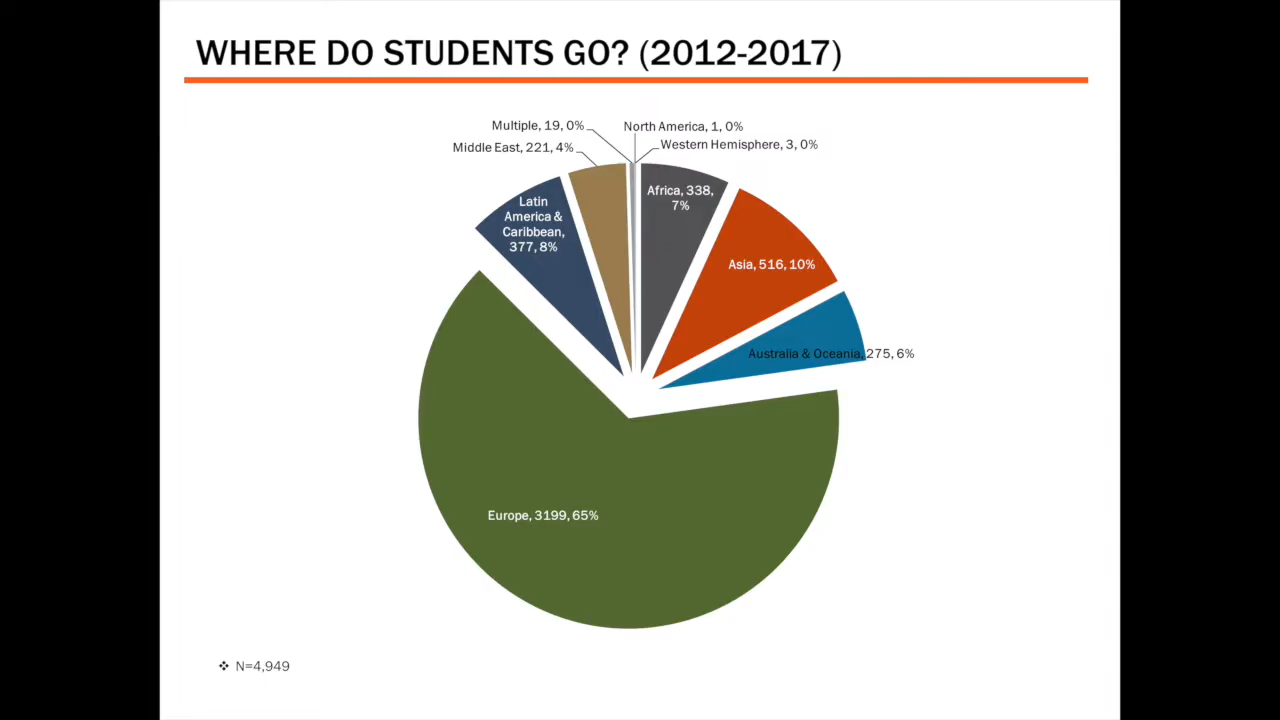 WHERE DO STUDENTS GO? (2012-2017)
Multiple, 19, 0%
North America, 1, 0%
Middle East, 221, 4%
Western Hemisphere, 3, 0%
Africa, 338,
7%
Latin
America &
Caribbean,
377, 8%
Asia, 516, 10%
Australia & Oceania, 275, 6%
Europe, 3199, 65%
❖ N=4,949